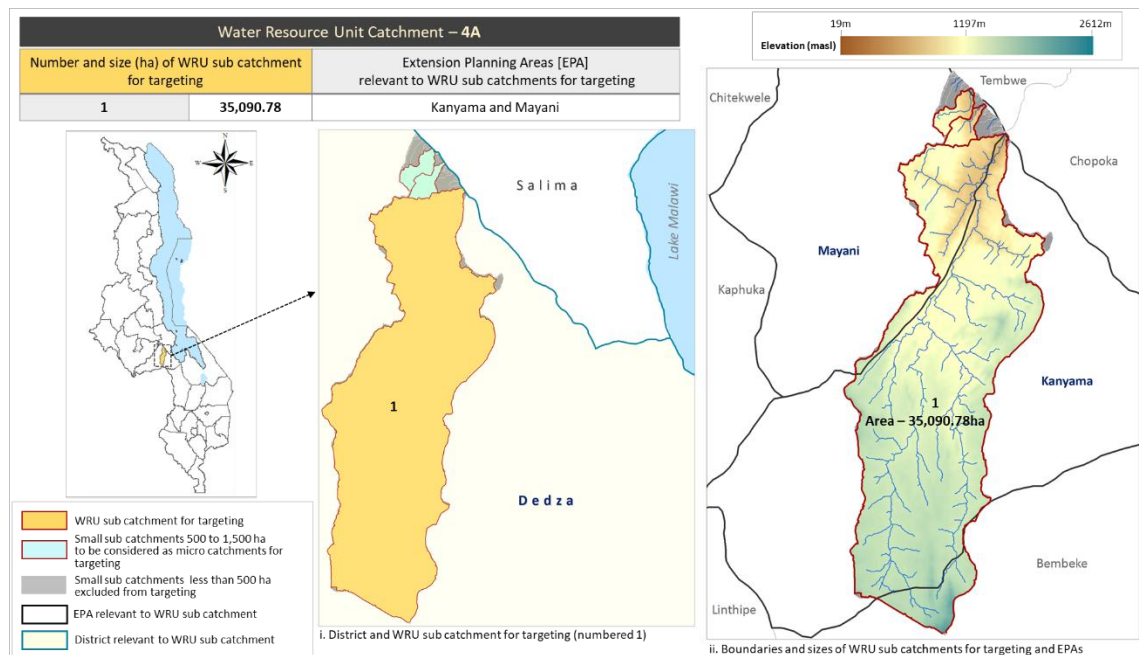 Water Resource Unit Catchment – 4A
Number and size (ha) of WRU sub catchment
for targeting
Extension Planning Areas [EPA]
relevant to WRU sub catchments for targeting
1
35,090.78
Kanyama and Mayani
N
W
E
S
WRU sub catchment for targeting
Small sub catchments 500 to 1,500 ha
to be considered as micro catchments for
targeting
Small sub catchments less than 500 ha
excluded from targeting
EPA relevant to WRU sub catchment
District relevant to WRU sub catchment
Salima
Lake Malawi
1
Dedza
i. District and WRU sub catchment for targeting (numbered 1)
19m
1197m
2612m
Elevation (masl)
Tembwe
Chitekwele
Chopoka
Mayani
Kaphuka
Kanyama
1
Area – 35,090.78ha
Bembeke
Linthipe
ii. Boundaries and sizes of WRU sub catchments for targeting and EPAs